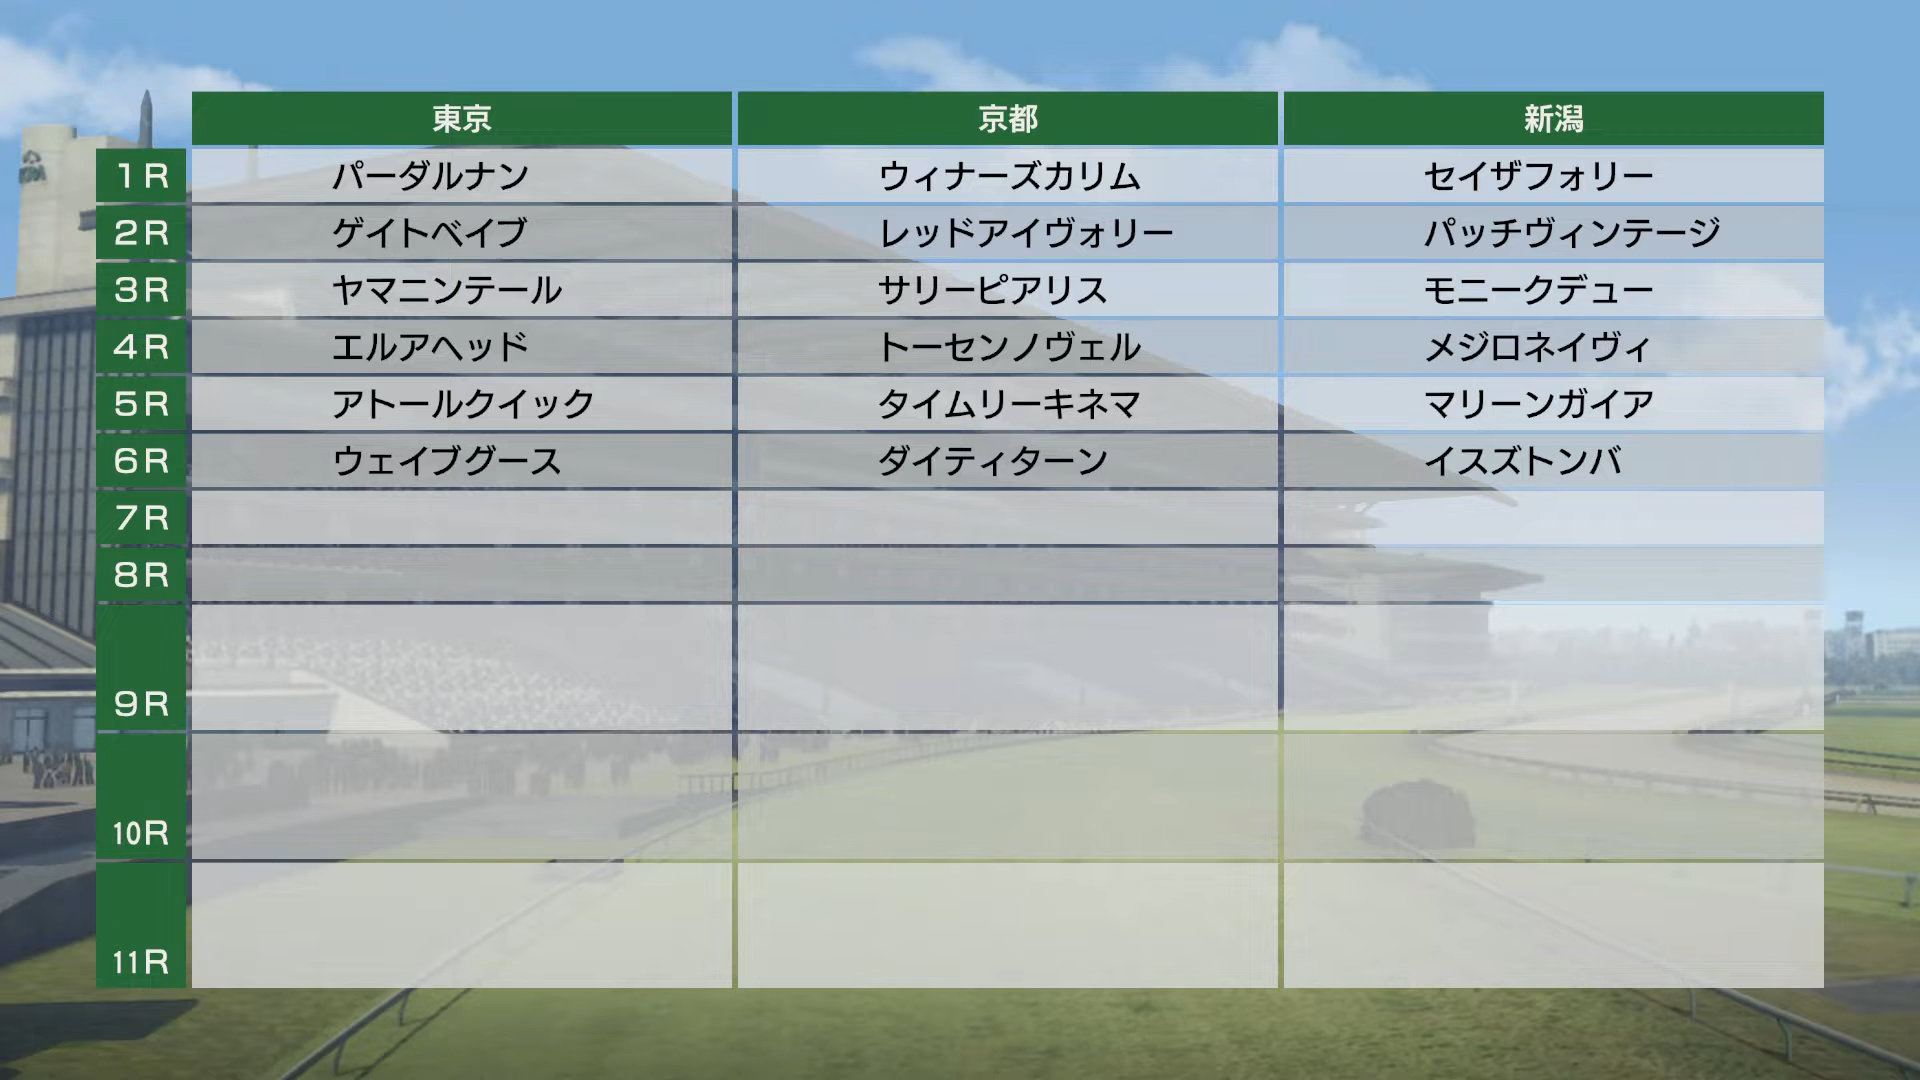 東京 京都 新潟
1R パーダルナン ウィナーズカリム セイザフォリー
2R ゲイトベイブ レッドアイヴォリー パッチヴィンテージ
3R ヤマニンテール サリーピアリス モニークデュー
4R エルアヘッド トーセンノヴェル メジロネイヴィ
5R アトールクイック タイムリーキネマ マリーンガイア
6R ウェイブグース ダイティターン イスズトンバ
7R
8R
9R
10R
11R